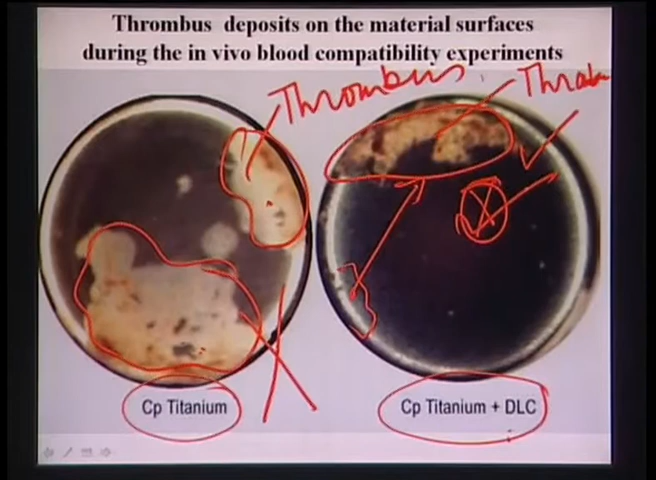 Thrombus deposits on the material surfaces
during the in vivo blood compatibility experiments
Thrombus.
Cp Titanium
Cp Titanium + DLC